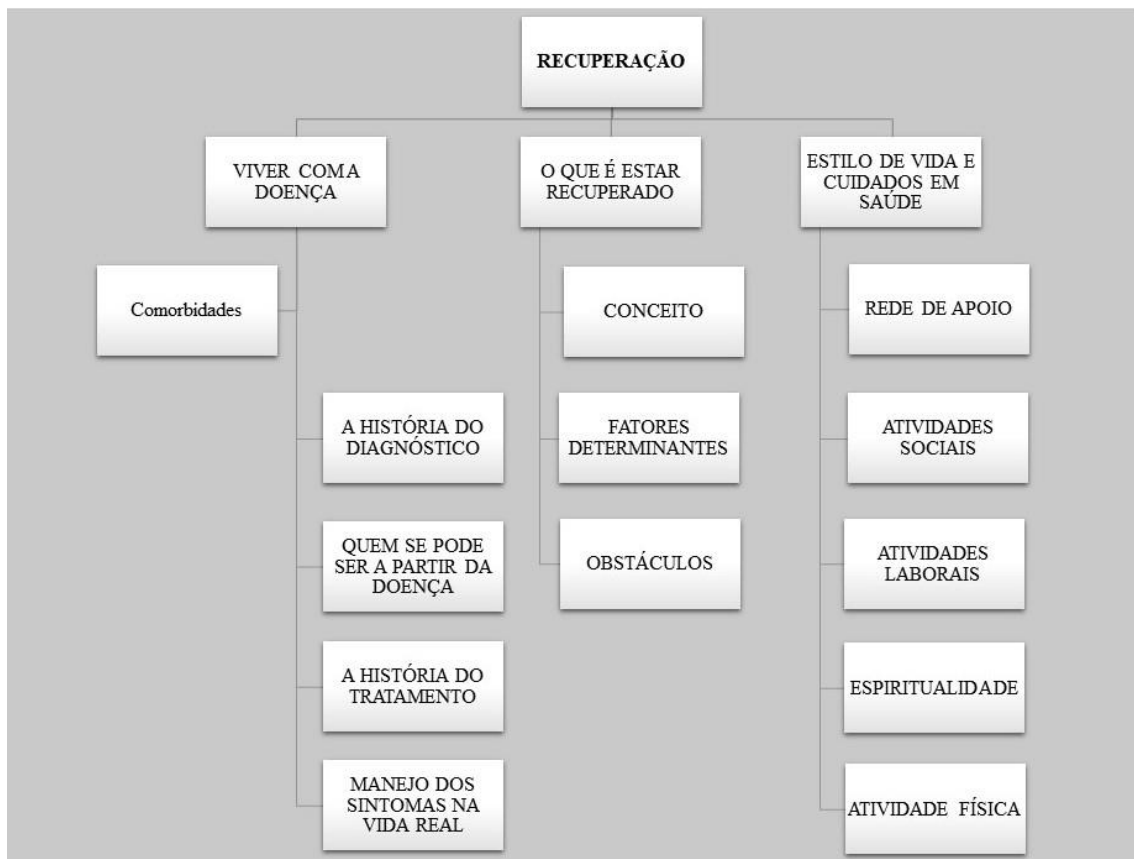 RECUPERAÇÃO
VIVER COM A
DOENÇA
O QUE É ESTAR
RECUPERADO
ESTILO DE VIDA E
CUIDADOS EM
SAÚDE
Comorbidades
A HISTÓRIA DO
DIAGNÓSTICO
QUEM SE PODE
SER A PARTIR DA
DOENÇA
A HISTÓRIA DO
TRATAMENTO
MANEJO DOS
SINTOMAS NA
VIDA REAL
CONCEITO
FATORES
DETERMINANTES
OBSTÁCULOS
REDE DE APOIO
ATIVIDADES
SOCIAIS
ATIVIDADES
LABORAIS
ESPIRITUALIDADE
ATIVIDADE FÍSICA